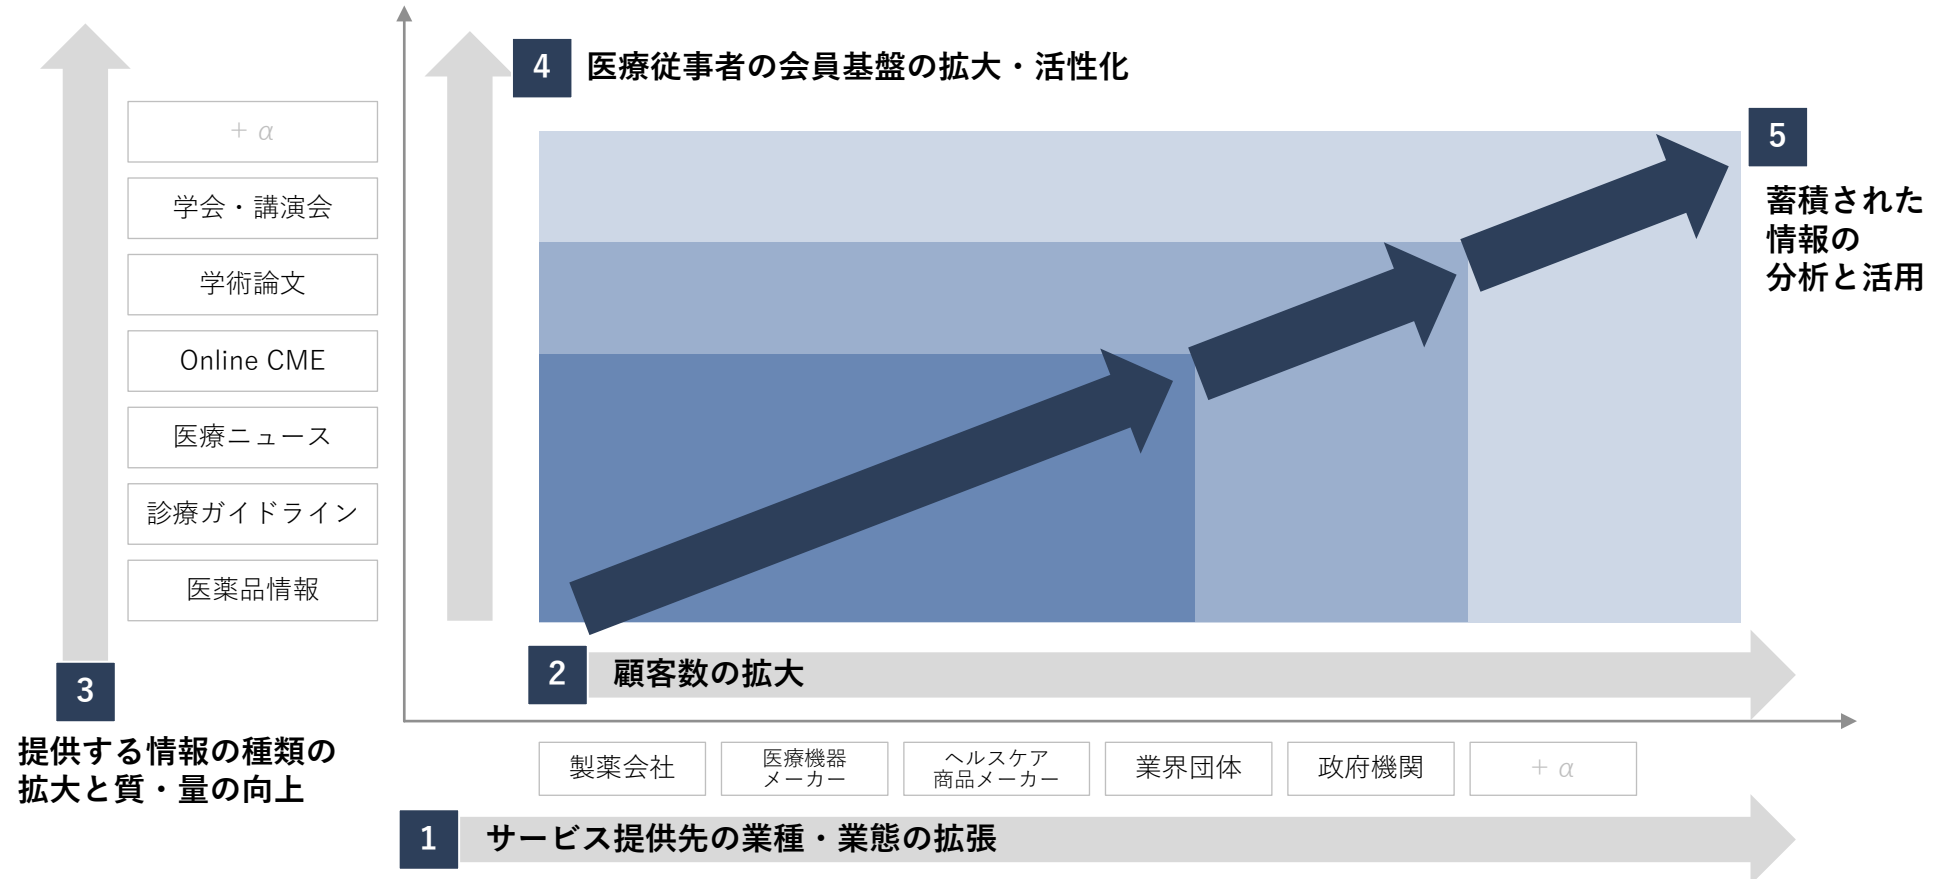 4 医療従事者の会員基盤の拡大・活性化
+ α
学会・講演会
学術論文
Online CME
医療ニュース
診療ガイドライン
医薬品情報
3
提供する情報の種類の
拡大と質・量の向上
5
蓄積された
情報の
分析と活用
2 顧客数の拡大
製薬会社
医療機器
メーカー
ヘルスケア
商品メーカー
業界団体
政府機関
+ α
1 サービス提供先の業種・業態の拡張